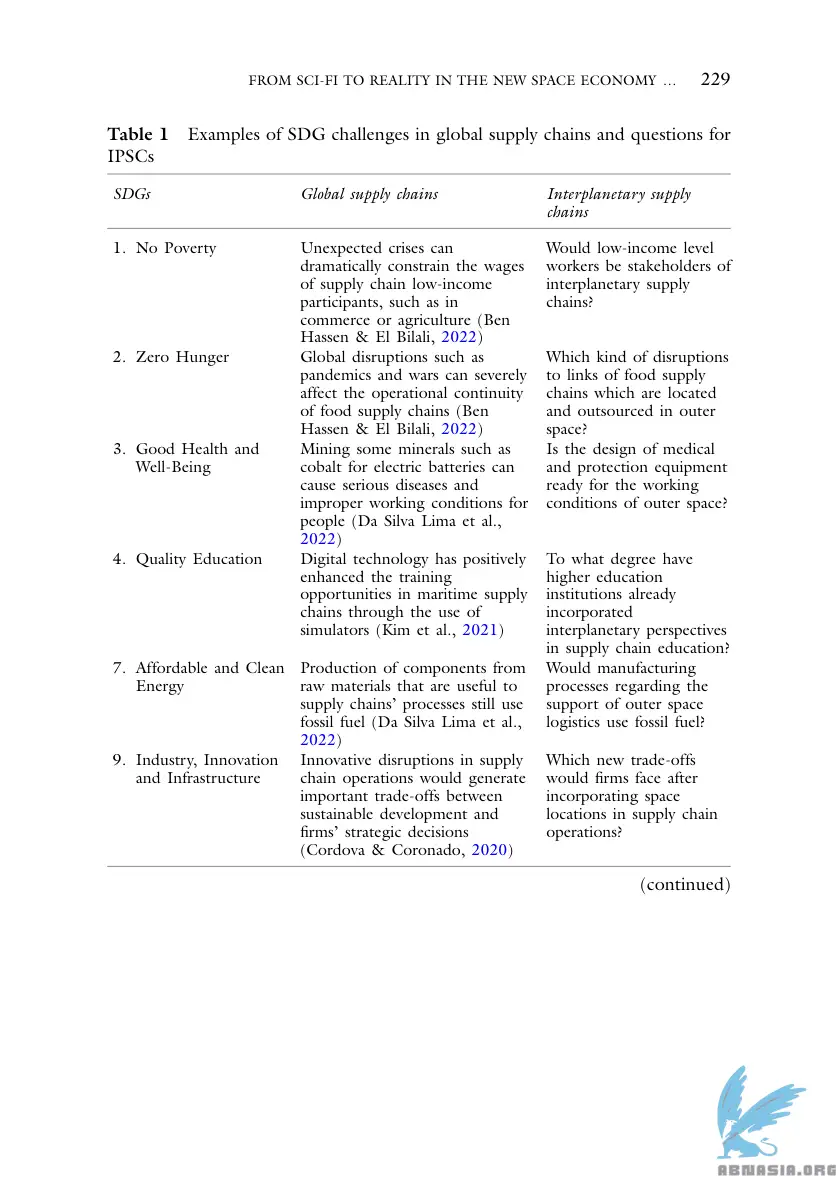 FROM SCI-FI TO REALITY IN THE NEW SPACE ECONOMY … 229
Table 1 Examples of SDG challenges in global supply chains and questions for
IPSCs
SDGs Global supply chains Interplanetary supply
chains
1. No Poverty
Unexpected crises can
dramatically constrain the wages
of supply chain low-income
participants, such as in
commerce or agriculture (Ben
Hassen & El Bilali, 2022)
Would low-income level
workers be stakeholders of
interplanetary supply
chains?
2. Zero Hunger
Global disruptions such as
pandemics and wars can severely
affect the operational continuity
of food supply chains (Ben
Hassen & El Bilali, 2022)
Which kind of disruptions
to links of food supply
chains which are located
and outsourced in outer
space?
3. Good Health and
Well-Being
Mining some minerals such as
cobalt for electric batteries can
cause serious diseases and
improper working conditions for
people (Da Silva Lima et al.,
2022)
Is the design of medical
and protection equipment
ready for the working
conditions of outer space?
4. Quality Education
Digital technology has positively
enhanced the training
opportunities in maritime supply
chains through the use of
simulators (Kim et al., 2021)
To what degree have
higher education
institutions already
incorporated
interplanetary perspectives
in supply chain education?
7. Affordable and Clean
Energy
Production of components from
raw materials that are useful to
supply chains’ processes still use
fossil fuel (Da Silva Lima et al.,
2022)
Would manufacturing
processes regarding the
support of outer space
logistics use fossil fuel?
9. Industry, Innovation
and Infrastructure
Innovative disruptions in supply
chain operations would generate
important trade-offs between
sustainable development and
firms’ strategic decisions
(Cordova & Coronado, 2020)
Which new trade-offs
would firms face after
incorporating space
locations in supply chain
operations?
(continued)
ABNASIA.ORG